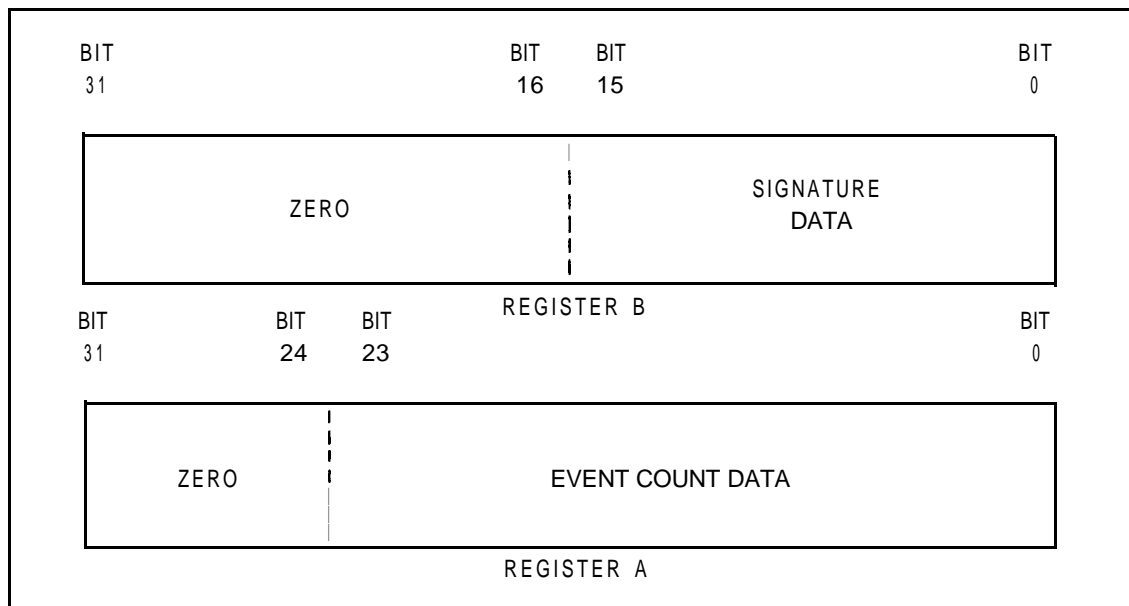 BIT BIT BIT BIT
31 16 15 0
ZERO SIGNATURE
DATA
REGISTER B
BIT BIT BIT BIT
31 24 23 0
ZERO EVENT COUNT DATA
REGISTER A